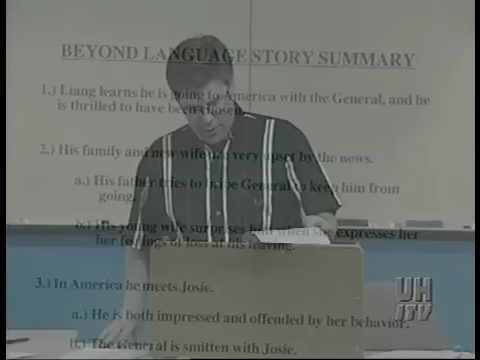 BEYOND LANGUAGE STORY SUMMARY
1.) Liang learns he is going to America with the General, and he
is thrilled to have been chosen.
2.) His family and new wife are very upset by the news.
a.) His father tries to bribe General to keep him from
going.
b.) His young wife surprises him when she expresses her
her feelings of loss at his leaving.
3.) In America he meets Josie.
a.) He is both impressed and offended by her behavior.
b.) The General is smitten with Josie.
UH
ITV